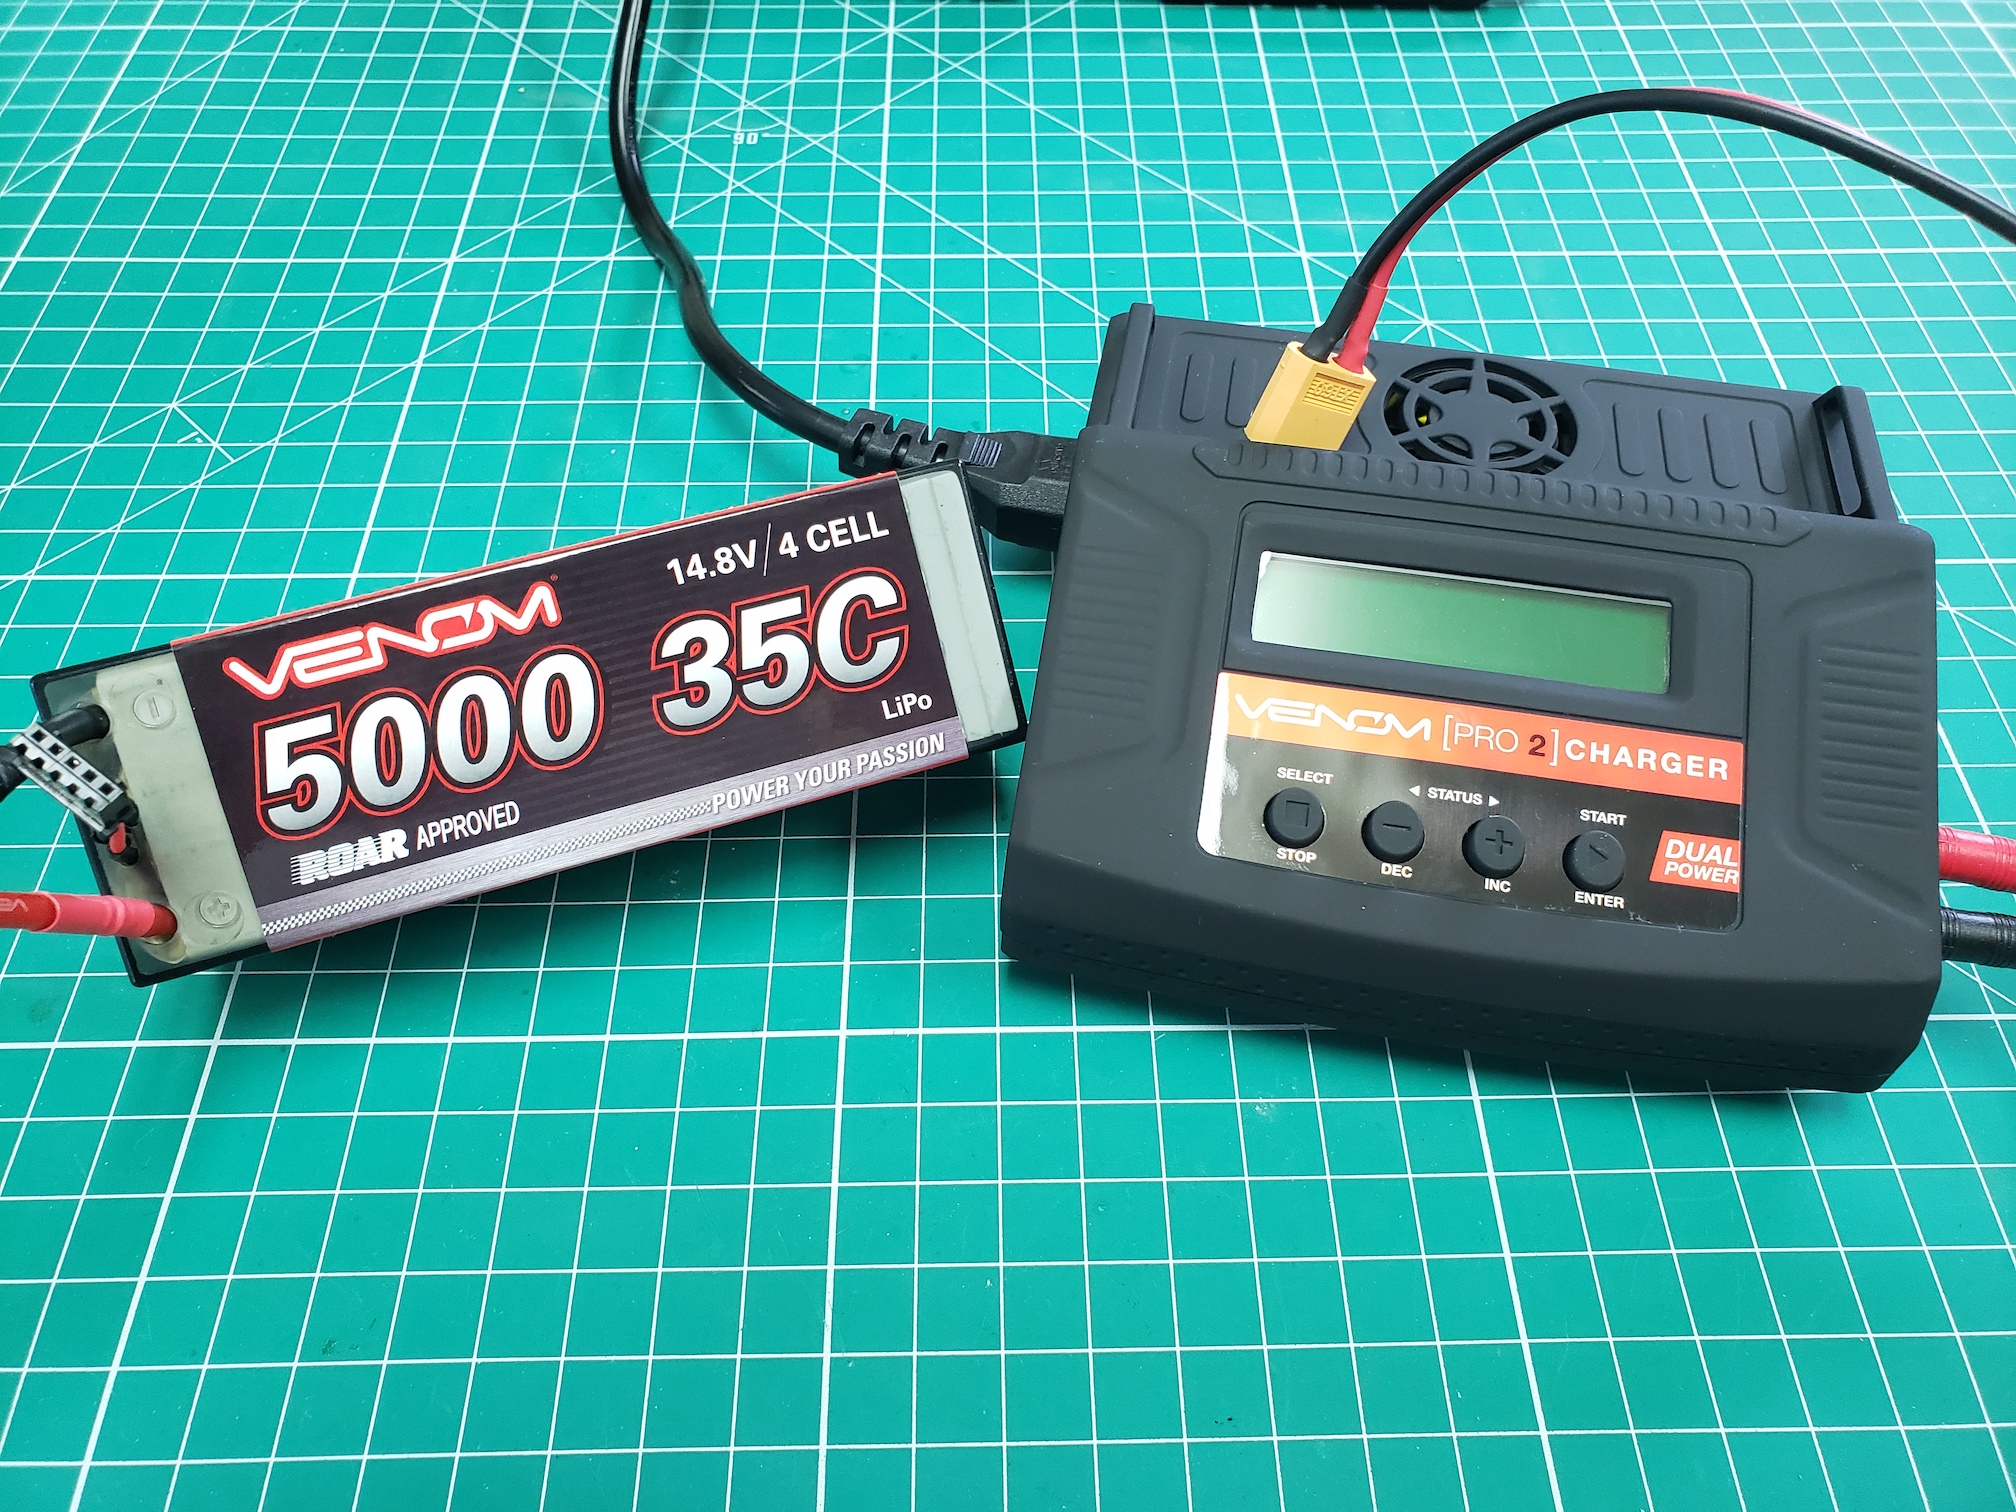 90°
14.8V/4 CELL
VENOM
5000 35C
LiPo
ROAR APPROVED
POWER YOUR PASSION
VENOM [PRO 2] CHARGER
SELECT
◄ STATUS ►
START
STOP
DEC
INC
ENTER
DUAL
POWER